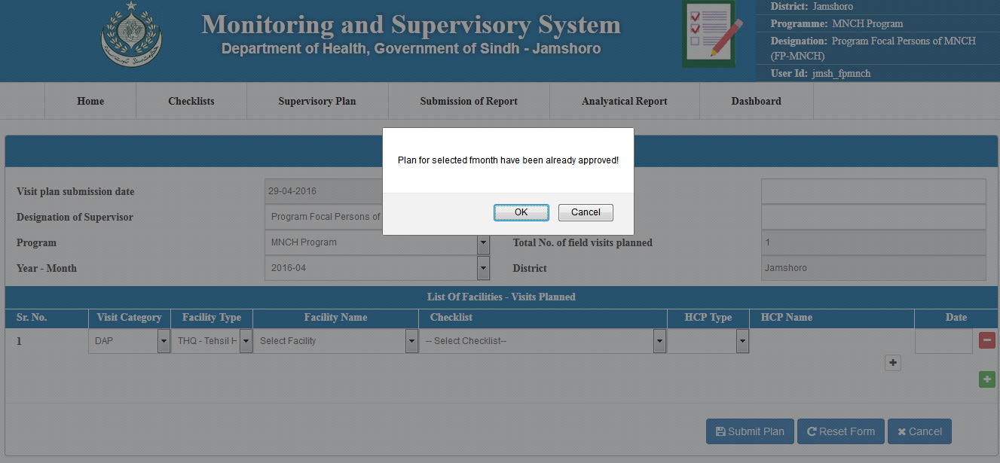 Monitoring and Supervisory System
Department of Health, Government of Sindh - Jamshoro
District: Jamshoro
Programme: MNCH Program
Designation: Program Focal Persons of MNCH
(FP-MNCH)
User Id: jmsh_fpmnch
Home Checklists Supervisory Plan Submission of Report Analyatical Report Dashboard
Plan for selected fmonth have been already approved!
OK Cancel
Visit plan submission date 29-04-2016
Designation of Supervisor Program Focal Persons of
Program MNCH Program Total No. of field visits planned 1
Year - Month 2016-04 District Jamshoro
List Of Facilities - Visits Planned
Sr. No. Visit Category Facility Type Facility Name Checklist HCP Type HCP Name Date
1 DAP THQ - Tehsil H Select Facility -- Select Checklist--
Submit Plan Reset Form Cancel